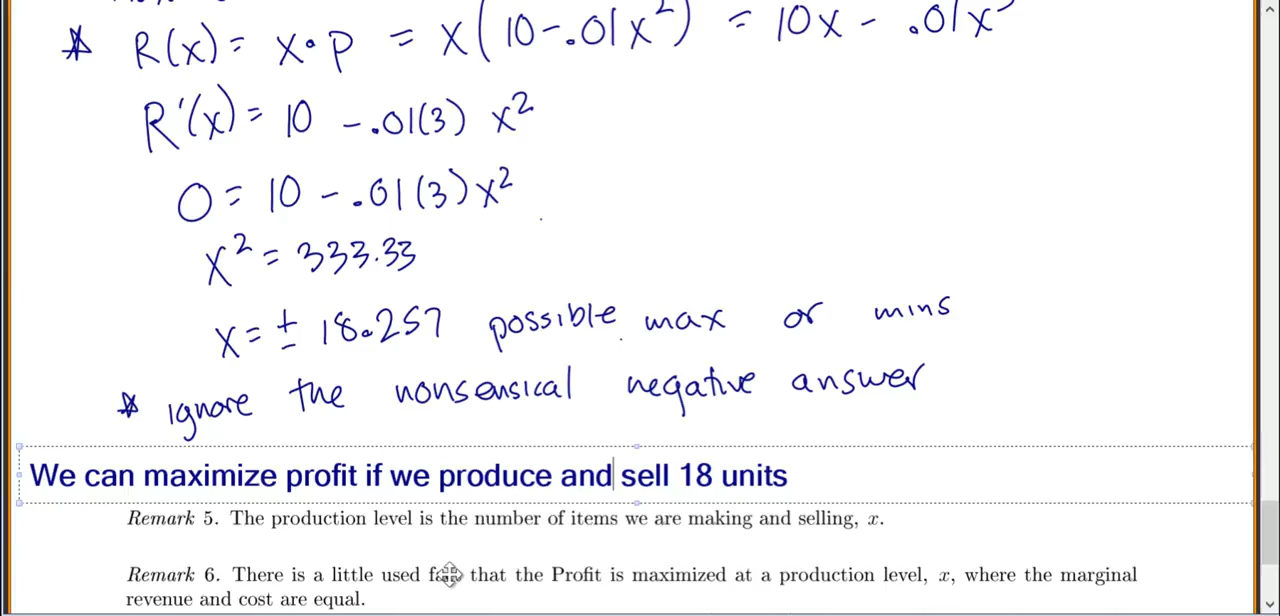 * R(x) = x · p = x(10 - .01x²) = 10x - .01x³
R'(x) = 10 - .01(3) x²
0 = 10 - .01(3)x²
x² = 333.33
x = ± 18.257 possible max or mins
* ignore the nonsensical negative answer
We can maximize profit if we produce and sell 18 units
Remark 5. The production level is the number of items we are making and selling, x.
Remark 6. There is a little used that the Profit is maximized at a production level, x, where the marginal
revenue and cost are equal.